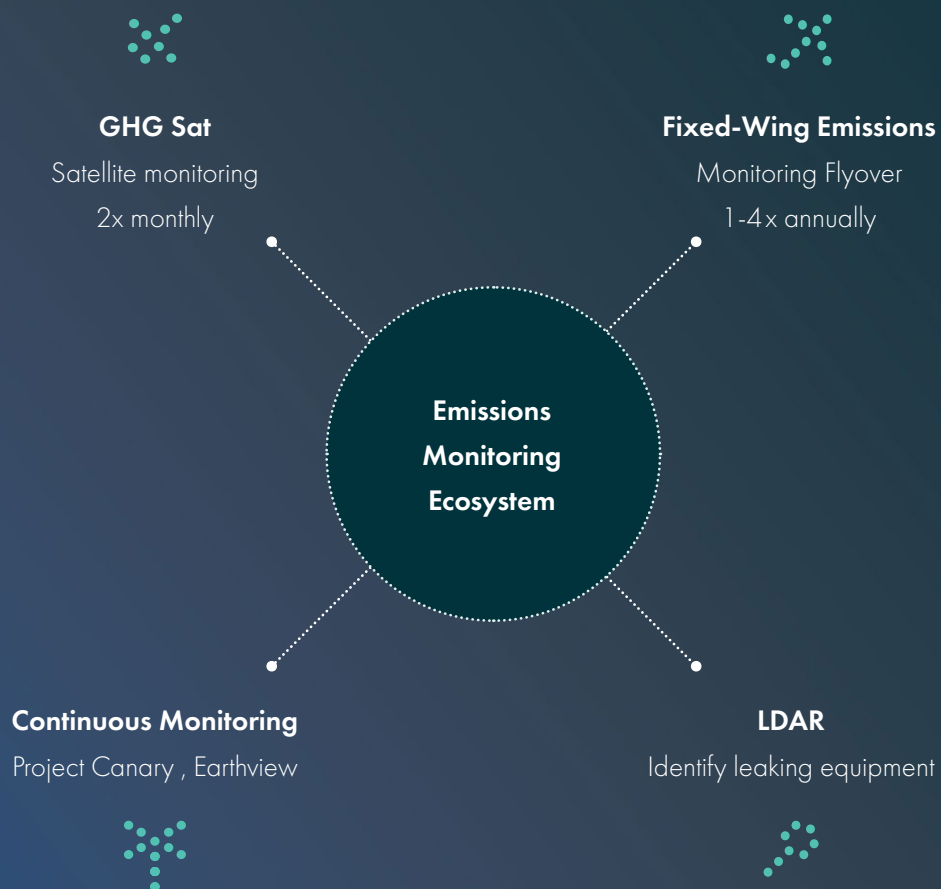 GHG Sat
Satellite monitoring
2x monthly
Fixed-Wing Emissions
Monitoring Flyover
1-4x annually
Emissions
Monitoring
Ecosystem
Continuous Monitoring
Project Canary , Earthview
LDAR
Identify leaking equipment